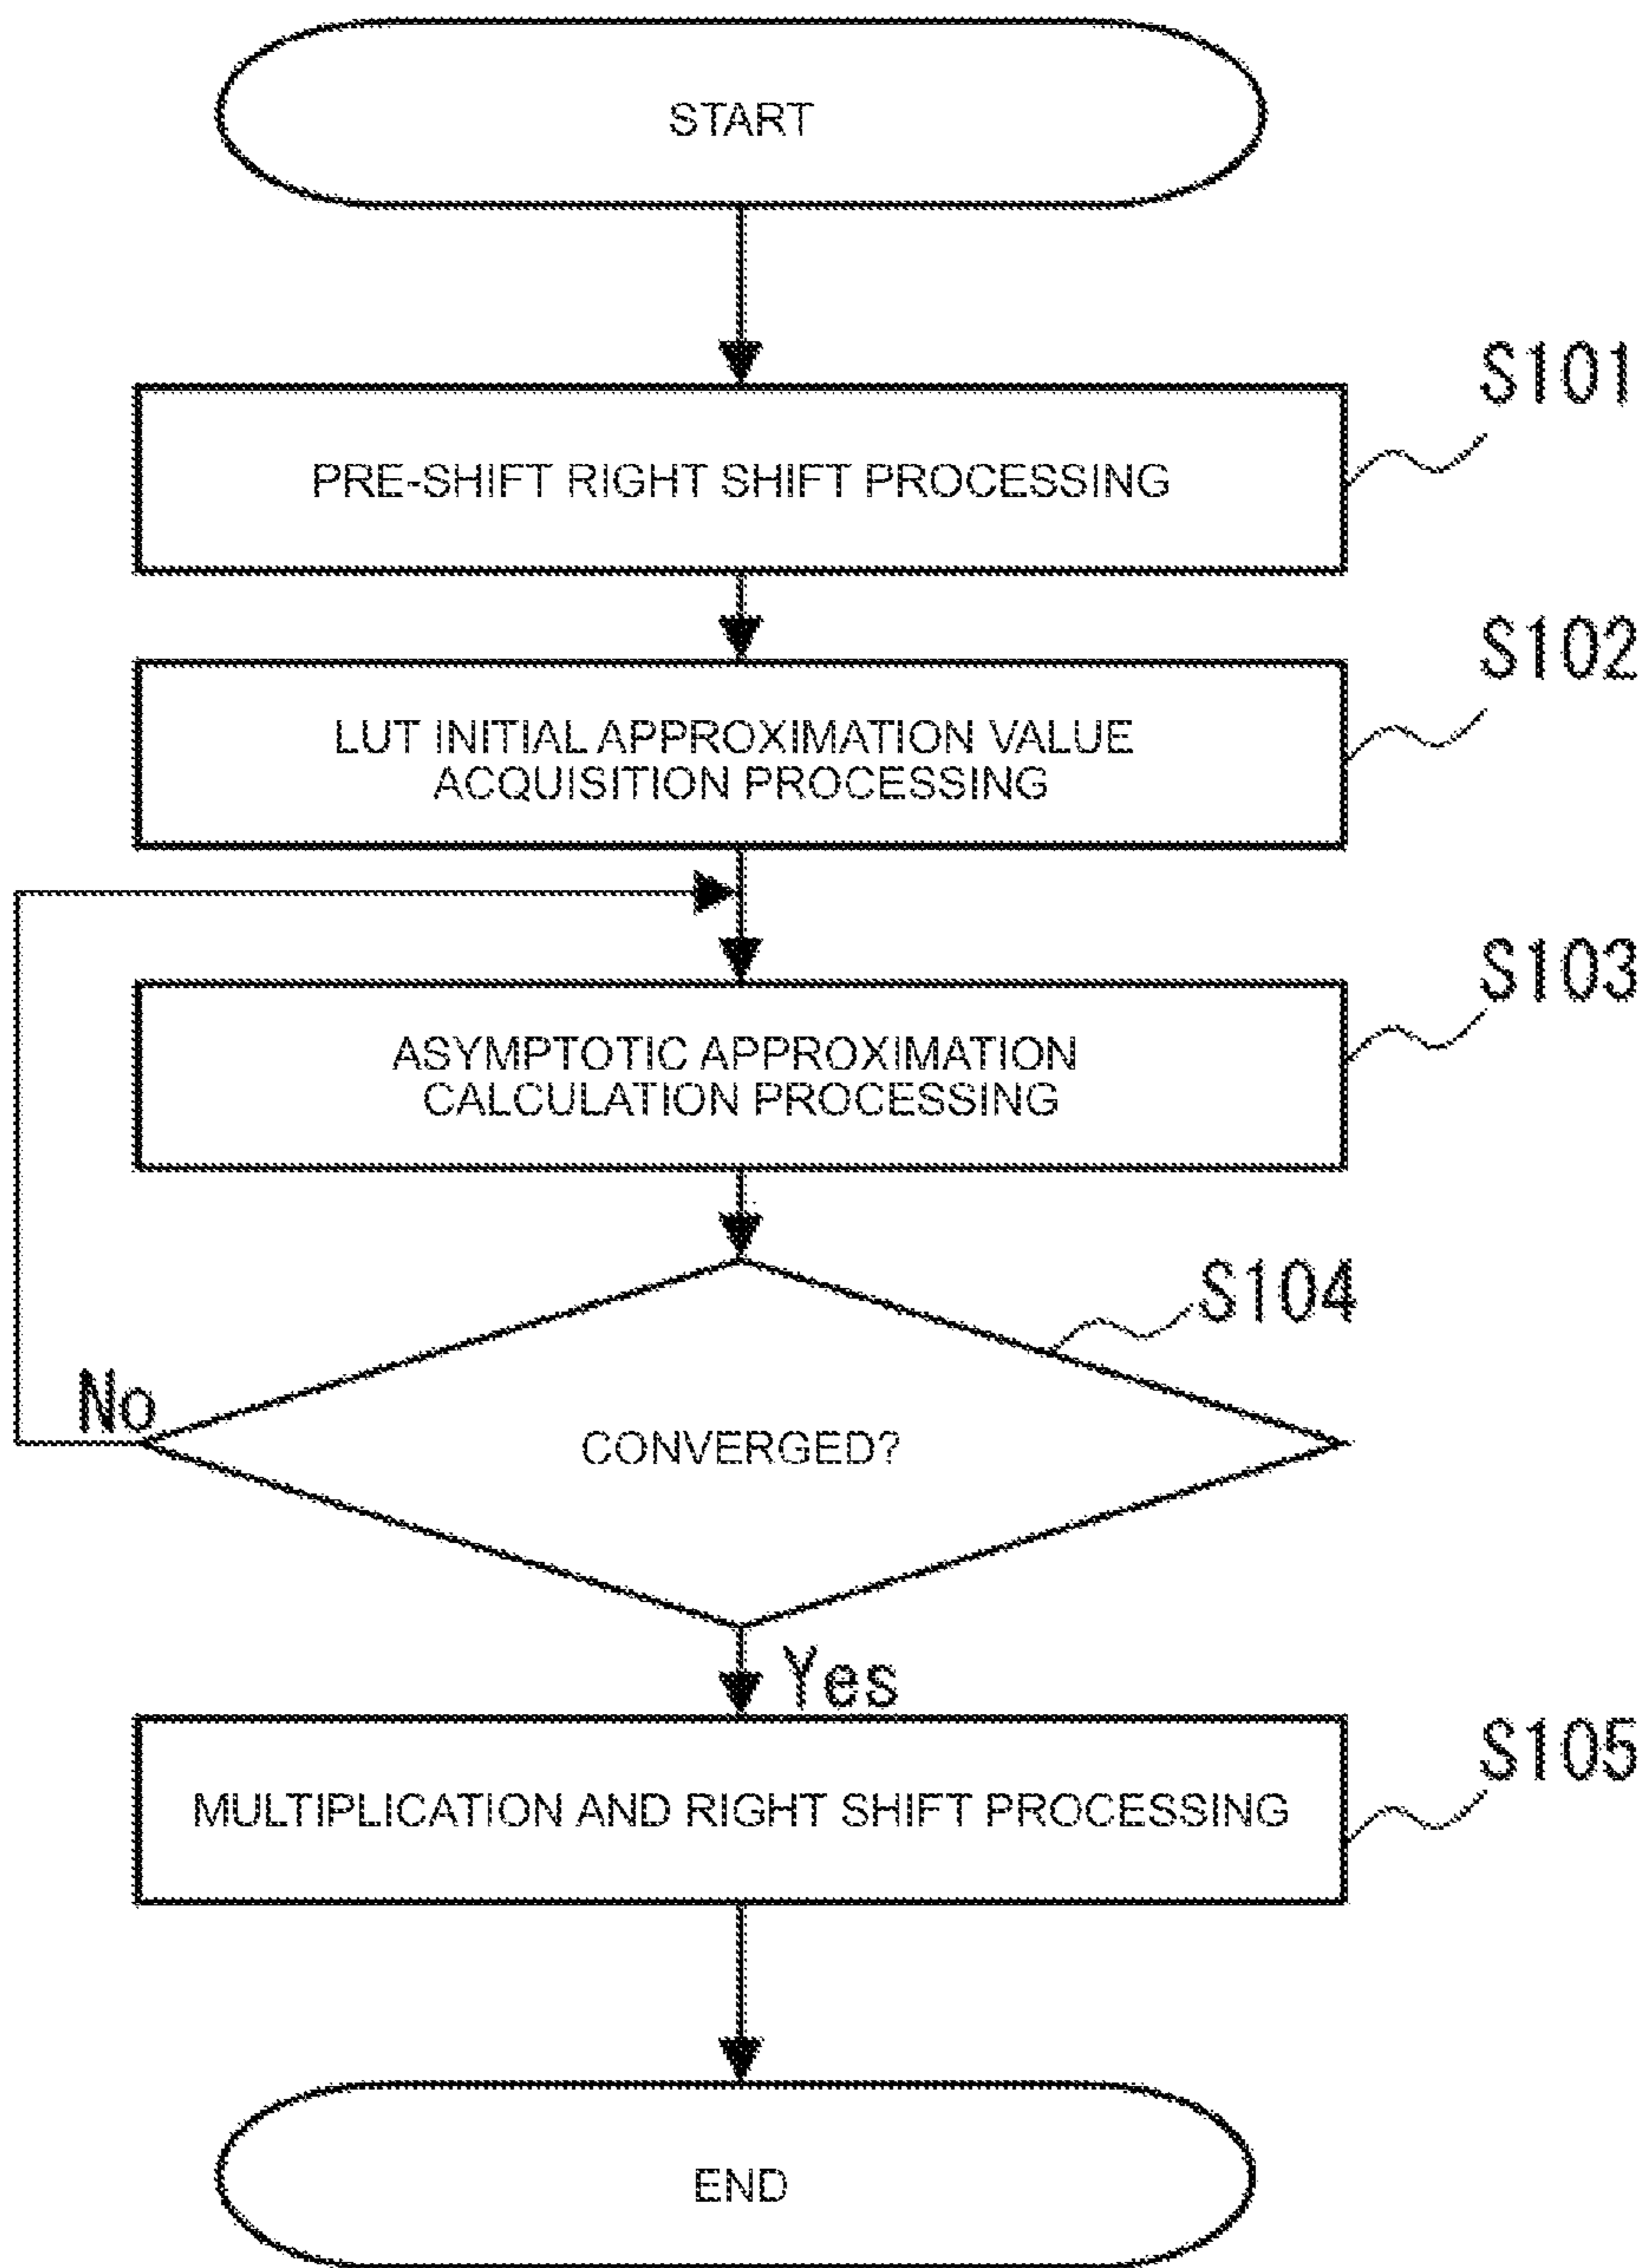 START
S101
PRE-SHIFT RIGHT SHIFT PROCESSING
S102
LUT INITIAL APPROXIMATION VALUE
ACQUISITION PROCESSING
S103
ASYMPTOTIC APPROXIMATION
CALCULATION PROCESSING
S104
No
CONVERGED?
Yes
S105
MULTIPLICATION AND RIGHT SHIFT PROCESSING
END